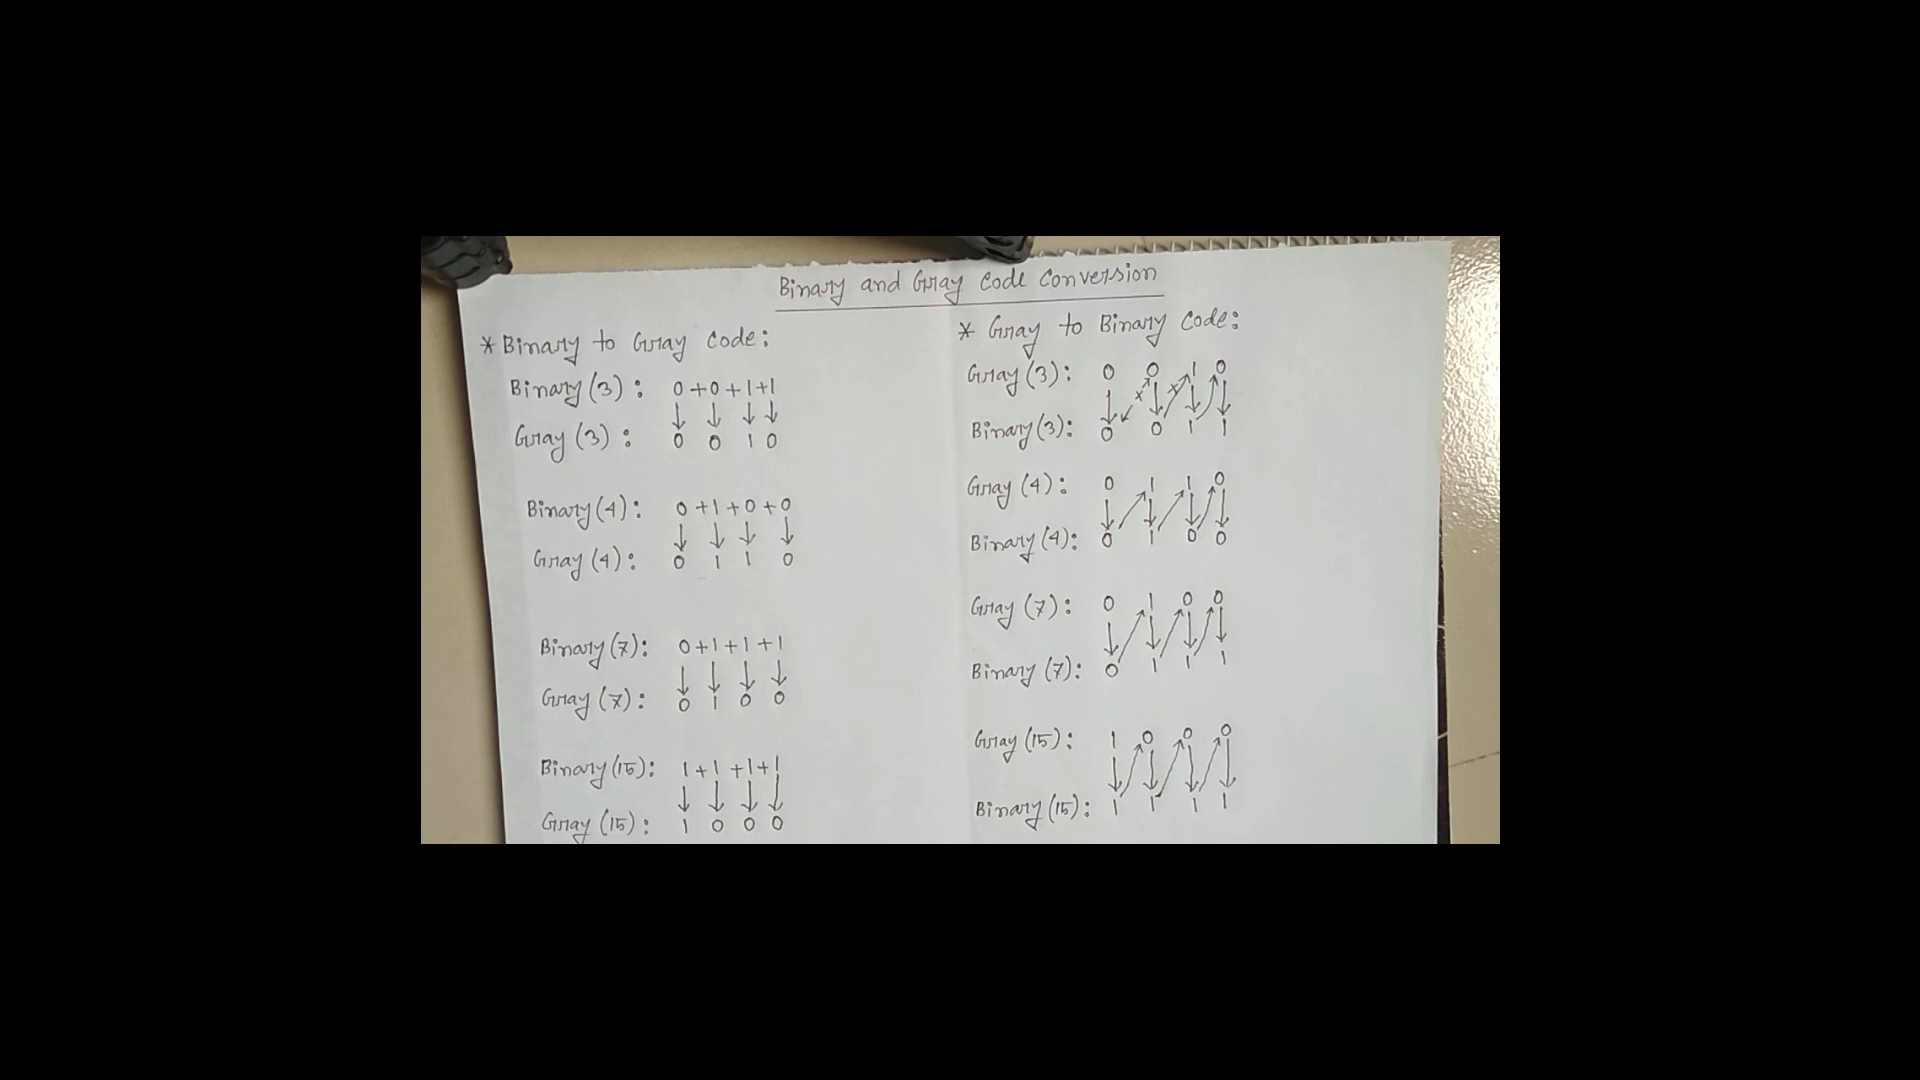 Binary and Gray Code Conversion
* Binary to Gray Code:
Binary (3) : 0 + 0 + 1 + 1
Gray (3) : 0 0 1 0
Binary (4) : 0 + 1 + 0 + 0
Gray (4) : 0 1 1 0
Binary (7) : 0 + 1 + 1 + 1
Gray (7) : 0 1 0 0
Binary (15) : 1 + 1 + 1 + 1
Gray (15) : 1 0 0 0
* Gray to Binary Code:
Gray (3) : 0 0 1 0
Binary (3) : 0 0 1 1
Gray (4) : 0 1 1 0
Binary (4) : 0 1 0 0
Gray (7) : 0 1 0 0
Binary (7) : 0 1 1 1
Gray (15) : 1 0 0 0
Binary (15) : 1 1 1 1